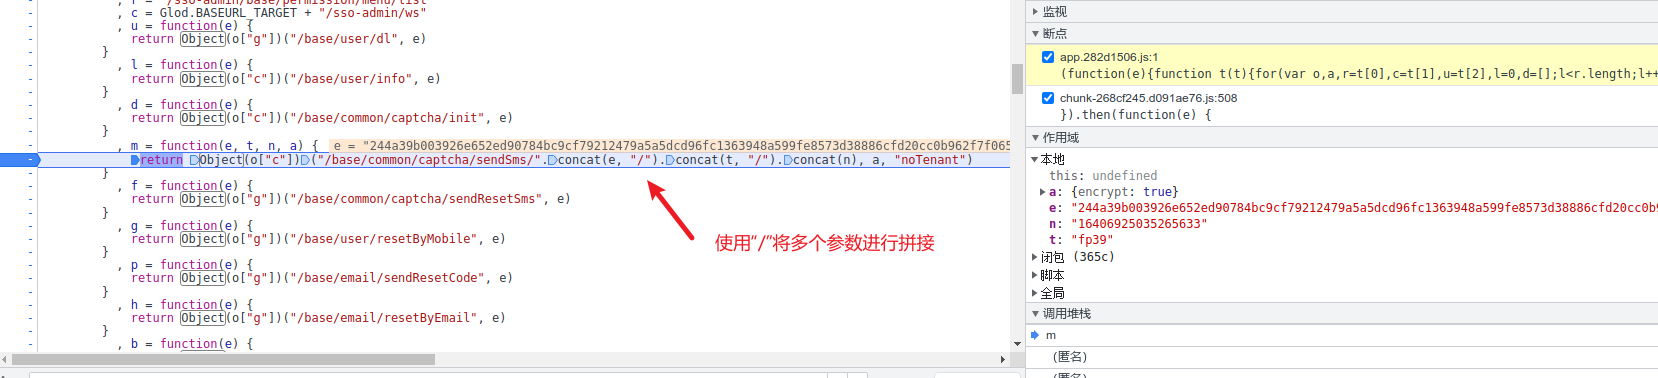 , r = "/sso-admin/base/permission/menu/list"
, c = Glod.BASEURL_TARGET + "/sso-admin/ws"
, u = function(e) {
return Object(o["g"])("/base/user/dl", e)
}
, l = function(e) {
return Object(o["c"])("/base/user/info", e)
}
, d = function(e) {
return Object(o["c"])("/base/common/captcha/init", e)
}
, m = function(e, t, n, a) { e = "244a39b003926e652ed90784bc9cf79212479a5a5dcd96fc1363948a599fe8573d38886cfd20cc0b962f7f065
return Object(o["c"])("/base/common/captcha/sendSms/".concat(e, "/").concat(t, "/").concat(n), a, "noTenant")
}
, f = function(e) {
return Object(o["g"])("/base/common/captcha/sendResetSms", e)
}
, g = function(e) {
return Object(o["g"])("/base/user/resetByMobile", e)
}
, p = function(e) {
return Object(o["g"])("/base/email/sendResetCode", e)
}
, h = function(e) {
return Object(o["g"])("/base/email/resetByEmail", e)
}
, b = function(e) {
使用“/”将多个参数进行拼接
监视
断点
app.282d1506.js:1
(function(e){function t(t){for(var o,a,r=t[0],c=t[1],u=t[2],l=0,d=[];l<r.length;l++
chunk-268cf245.d091ae76.js:508
}).then(function(e) {
作用域
本地
this: undefined
a: {encrypt: true}
e: "244a39b003926e652ed90784bc9cf79212479a5a5dcd96fc1363948a599fe8573d38886cfd20cc0b9
n: "16406925035265633"
t: "fp39"
闭包 (365c)
脚本
全局
调用堆栈
m
(匿名)
(匿名)